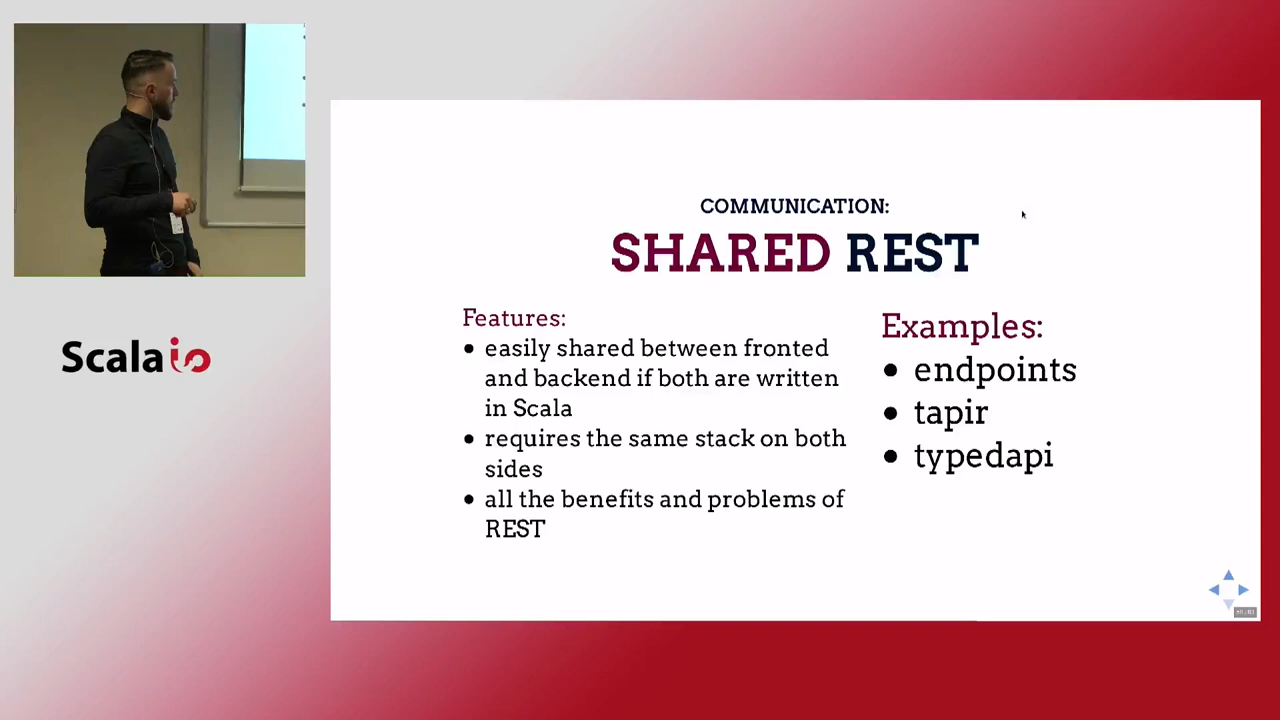 COMMUNICATION:
SHARED REST
Features:
• easily shared between fronted
and backend if both are written
in Scala
• requires the same stack on both
sides
• all the benefits and problems of
REST
Examples:
• endpoints
• tapir
• typedapi
Scala io